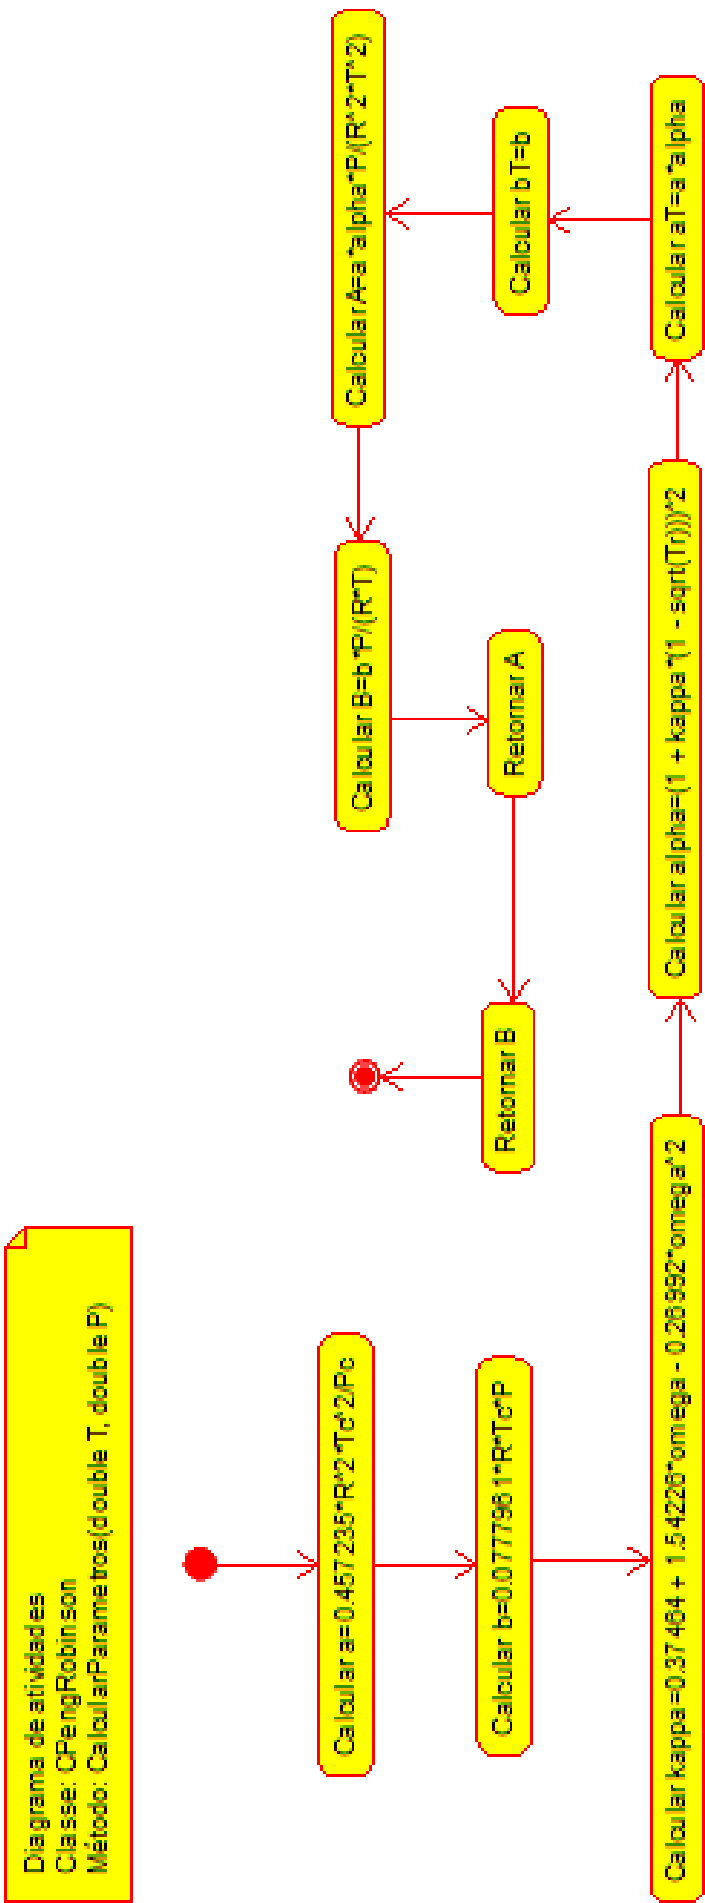 Diagrama de atividades
Classe: CPengRobinson
Método: CalcularParametros(double T, double P)
Calcular a=0.457235*R^2*Tc^2/Pc
Calcular b=0.0777961*R*Tc*P
Calcular kappa=0.37464 + 1.54226*omega - 0.26992*omega^2
Calcular alpha=(1 + kappa*(1 - sqrt(Tr)))^2
Calcular aT=a*alpha
Calcular bT=b
Calcular A=a*alpha*P/(R^2*T^2)
Calcular B=b*P/(R*T)
Retornar A
Retornar B